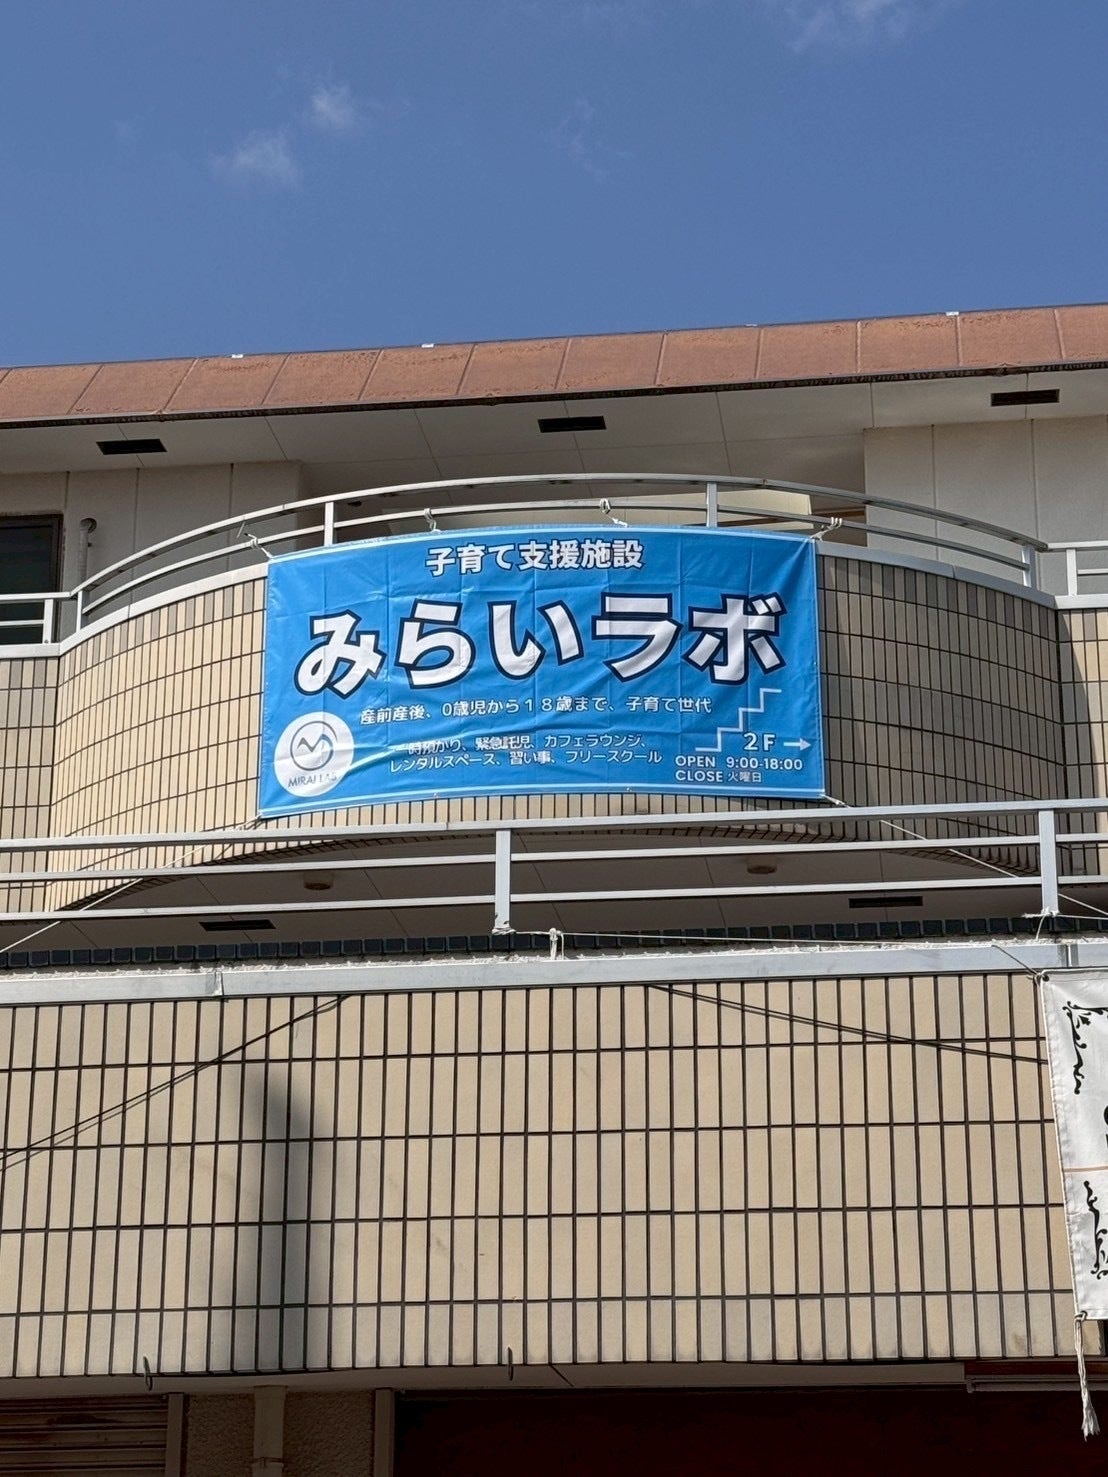 子育て支援施設
みらいラボ
産前産後、0歳児から18歳まで、子育て世代
一時預かり、緊急託児、カフェラウンジ、
レンタルスペース、習い事、フリースクール
MIRAI LAB
2F →
OPEN 9:00-18:00
CLOSE 火曜日